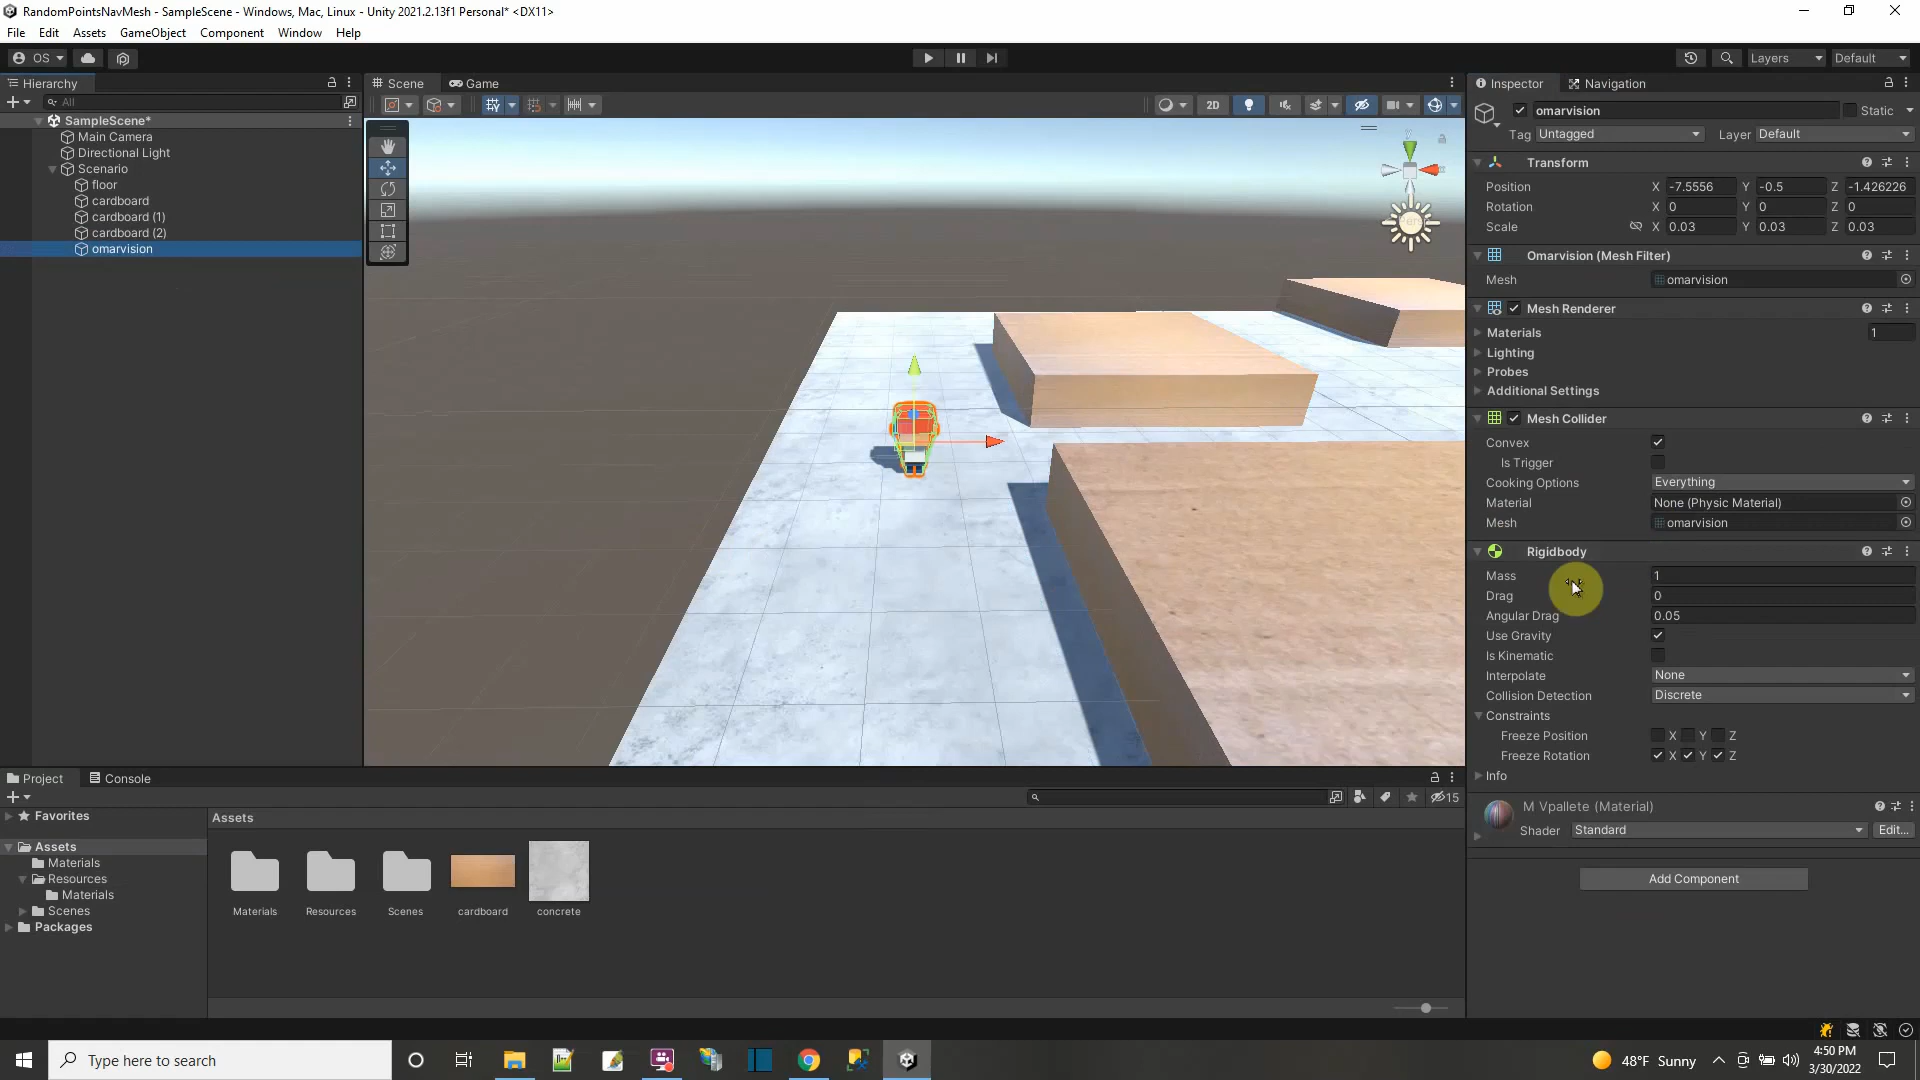 RandomPointsNavMesh - SampleScene - Windows, Mac, Linux - Unity 2021.2.13f1 Personal* <DX11>
File Edit Assets GameObject Component Window Help
OS Layers Default
Hierarchy
All
SampleScene*
Main Camera
Directional Light
Scenario
floor
cardboard
cardboard (1)
cardboard (2)
omarvision
Scene Game
2D
y
Inspector Navigation
omarvision Static
Tag Untagged Layer Default
Transform
Position X -7.5556 Y -0.5 Z -1.426226
Rotation X 0 Y 0 Z 0
Scale X 0.03 Y 0.03 Z 0.03
Omarvision (Mesh Filter)
Mesh omarvision
Mesh Renderer
Materials 1
Lighting
Probes
Additional Settings
Mesh Collider
Convex
Is Trigger
Cooking Options Everything
Material None (Physic Material)
Mesh omarvision
Rigidbody
Mass 1
Drag 0
Angular Drag 0.05
Use Gravity
Is Kinematic
Interpolate None
Collision Detection Discrete
Constraints
Freeze Position X Y Z
Freeze Rotation X Y Z
Info
M Vpallete (Material)
Shader Standard Edit...
Add Component
Project Console
15
Favorites
Assets
Materials
Resources
Materials
Scenes
Packages
Assets
Materials Resources Scenes cardboard concrete
Type here to search
48°F Sunny
4:50 PM
3/30/2022